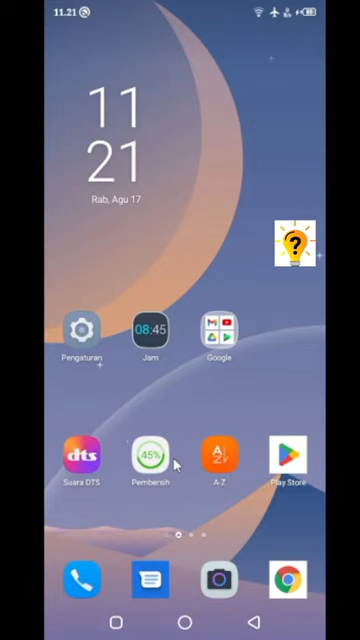 11.21
11
21
Rab, Agu 17
?
08:45
Pengaturan
Jam
Google
dts
45%
A
Z
Suara DTS
Pembersih
A-Z
Play Store